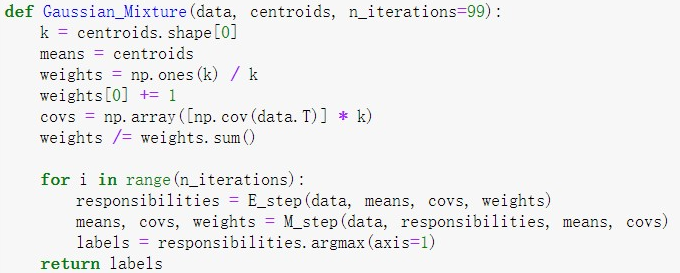 def Gaussian_Mixture(data, centroids, n_iterations=99):
    k = centroids.shape[0]
    means = centroids
    weights = np.ones(k) / k
    weights[0] += 1
    covs = np.array([np.cov(data.T)] * k)
    weights /= weights.sum()

    for i in range(n_iterations):
        responsibilities = E_step(data, means, covs, weights)
        means, covs, weights = M_step(data, responsibilities, means, covs)
        labels = responsibilities.argmax(axis=1)
    return labels